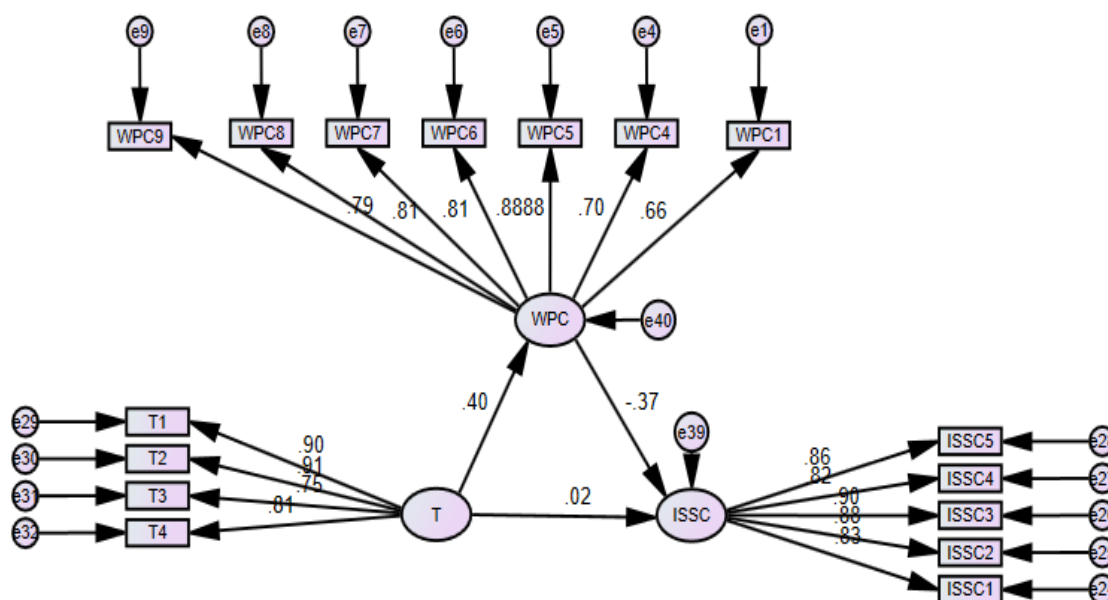 e9 e8 e7 e6 e5 e4 e1
WPC9 WPC8 WPC7 WPC6 WPC5 WPC4 WPC1
.79 .81 .81 .8888 .70 .66
WPC e40
.40 -.37
e29 T1
.90
e39
ISSC5
.86
e30 T2
.91
.82
ISSC4
.75
e31 T3
.02
.90
ISSC3
.81
T ISSC
.88
e32 T4
.83
ISSC2
ISSC1